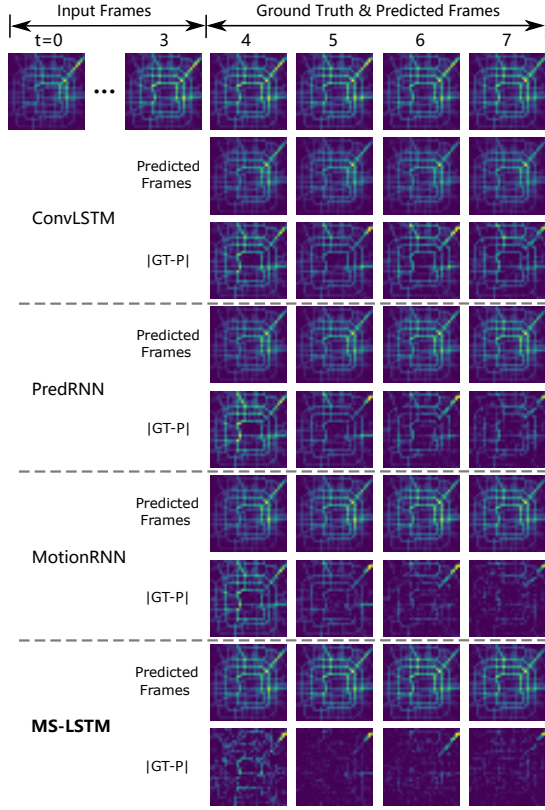 Input Frames
Ground Truth & Predicted Frames
t=0
3
4
5
6
7
...
Predicted
Frames
ConvLSTM
|GT-P|
Predicted
Frames
PredRNN
|GT-P|
Predicted
Frames
MotionRNN
|GT-P|
Predicted
Frames
MS-LSTM
|GT-P|